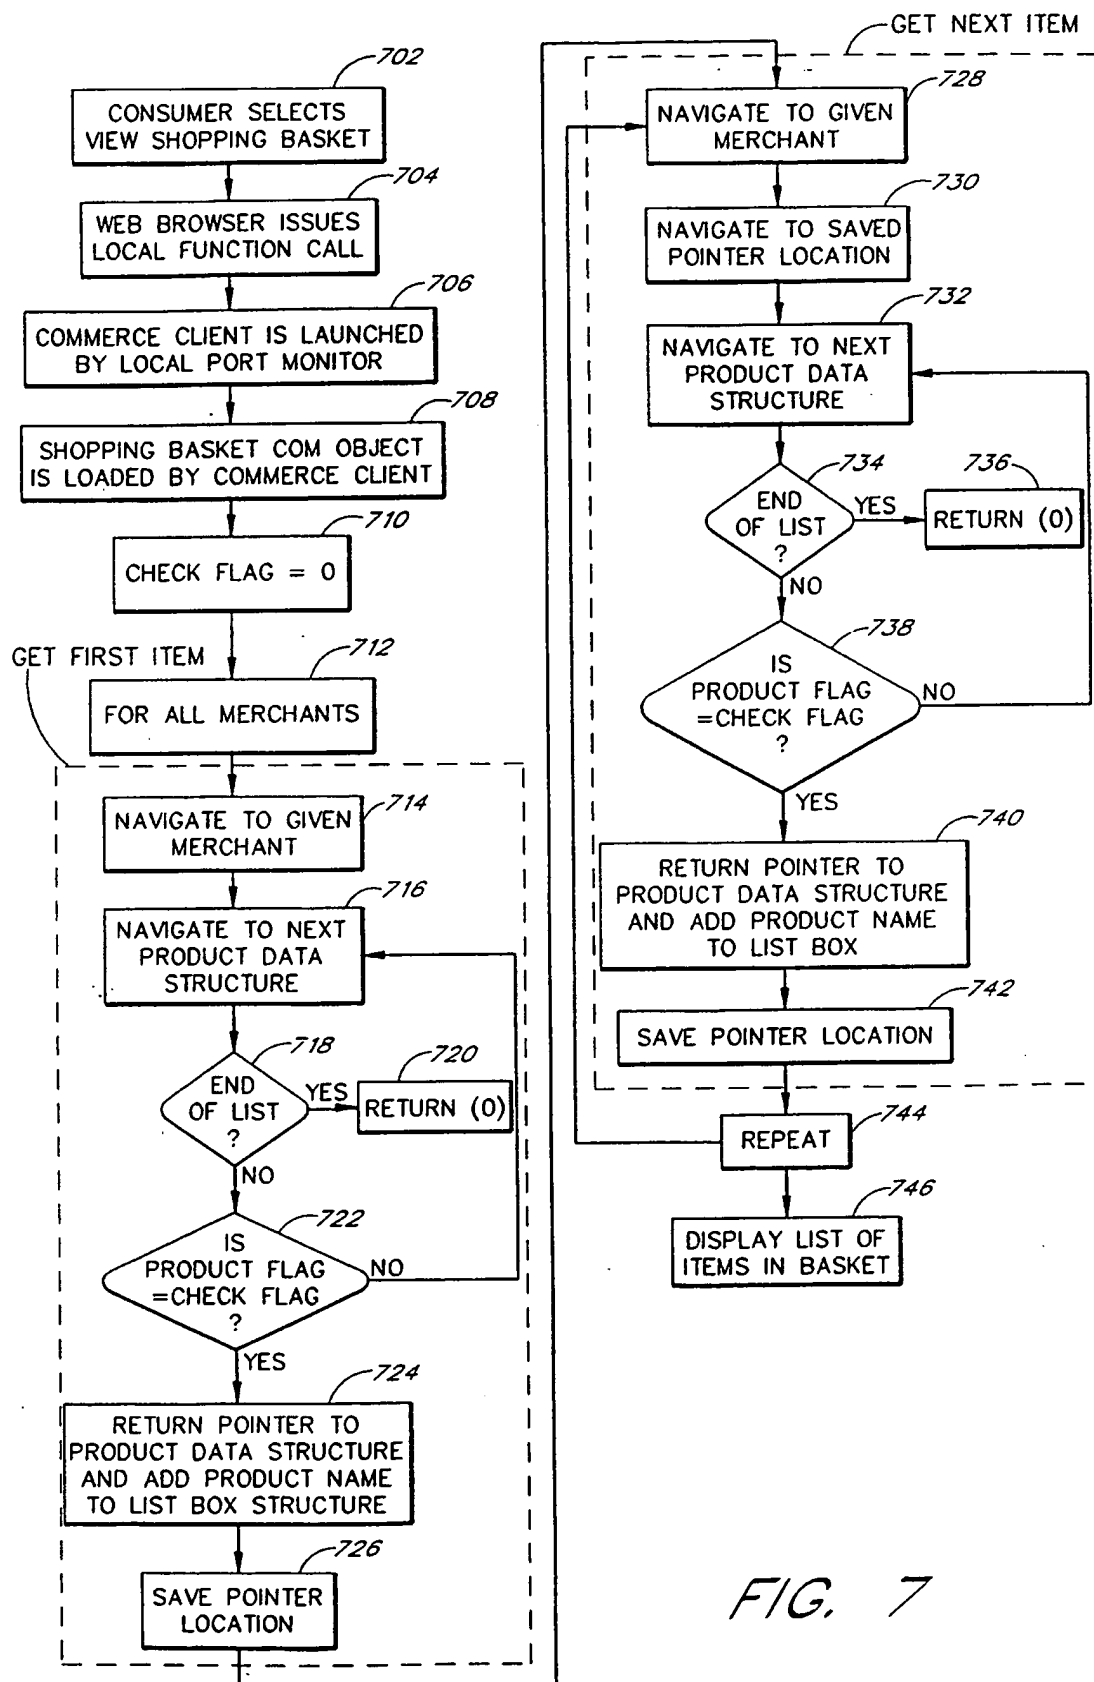 702
CONSUMER SELECTS
VIEW SHOPPING BASKET
704
WEB BROWSER ISSUES
LOCAL FUNCTION CALL
706
COMMERCE CLIENT IS LAUNCHED
BY LOCAL PORT MONITOR
708
SHOPPING BASKET COM OBJECT
IS LOADED BY COMMERCE CLIENT
710
CHECK FLAG = 0
GET FIRST ITEM
712
FOR ALL MERCHANTS
714
NAVIGATE TO GIVEN
MERCHANT
716
NAVIGATE TO NEXT
PRODUCT DATA
STRUCTURE
718
END
OF LIST
?
YES
720
RETURN (0)
NO
722
IS
PRODUCT FLAG
=CHECK FLAG
?
NO
YES
724
RETURN POINTER TO
PRODUCT DATA STRUCTURE
AND ADD PRODUCT NAME
TO LIST BOX STRUCTURE
726
SAVE POINTER
LOCATION
GET NEXT ITEM
728
NAVIGATE TO GIVEN
MERCHANT
730
NAVIGATE TO SAVED
POINTER LOCATION
732
NAVIGATE TO NEXT
PRODUCT DATA
STRUCTURE
734
END
OF LIST
?
YES
736
RETURN (0)
NO
738
IS
PRODUCT FLAG
=CHECK FLAG
?
NO
YES
740
RETURN POINTER TO
PRODUCT DATA STRUCTURE
AND ADD PRODUCT NAME
TO LIST BOX
742
SAVE POINTER LOCATION
744
REPEAT
746
DISPLAY LIST OF
ITEMS IN BASKET
FIG. 7